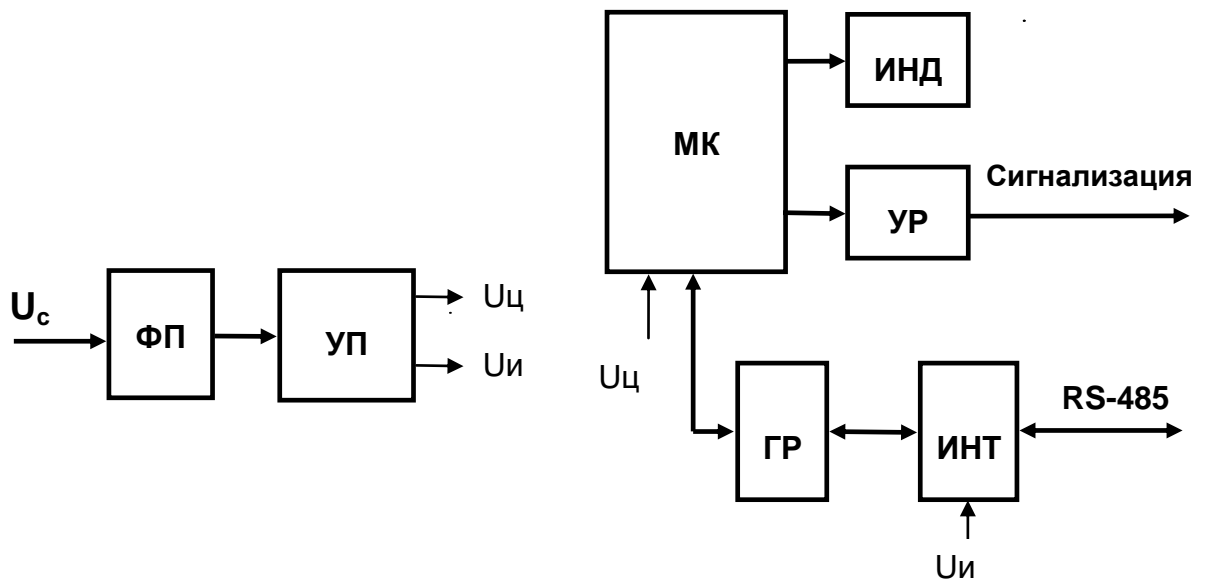 ИНД
МК
Сигнализация
УР
Uс
ФП
УП
Uц
Uи
Uц
ГР
ИНТ
RS-485
Uи